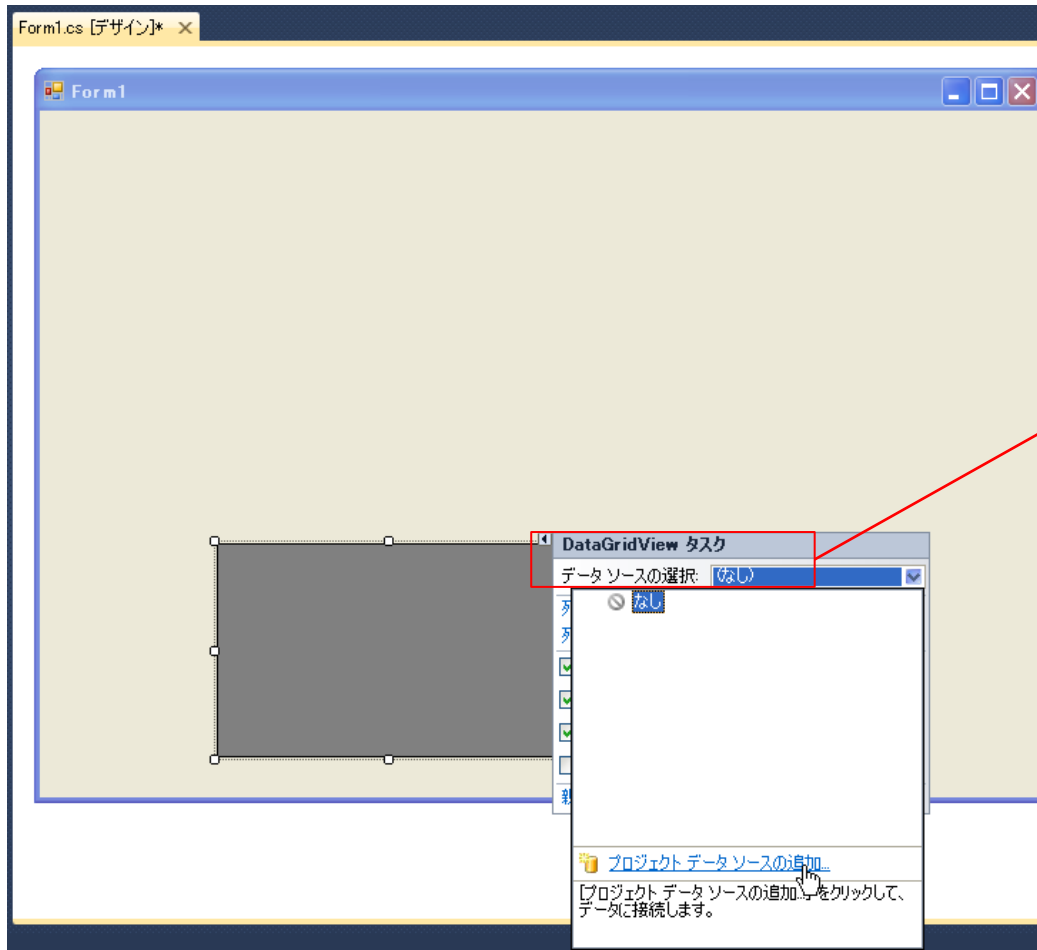 Form1.cs [デザイン]*
Form1
DataGridView タスク
データ ソースの選択: (なし)
なし
列
列
親
プロジェクト データ ソースの追加...
[プロジェクト データ ソースの追加...]をクリックして、
データに接続します。